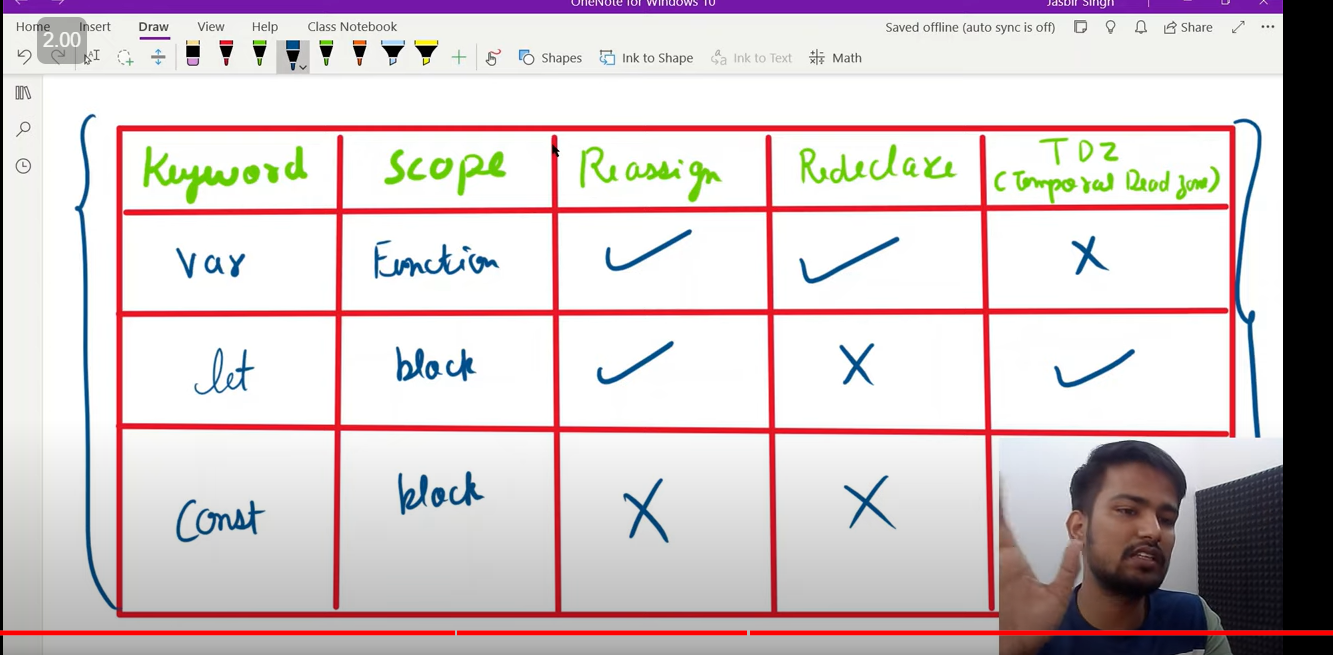 OneNote for Windows 10
Jasbir Singh
Home Insert Draw View Help Class Notebook
Saved offline (auto sync is off)
Share
2.00
Shapes
Ink to Shape
Ink to Text
Math
Keyword Scope Reassign Redeclare TDZ
(Temporal Dead Zone)
var Function ✓ ✓ X
let block ✓ X ✓
Const block X X